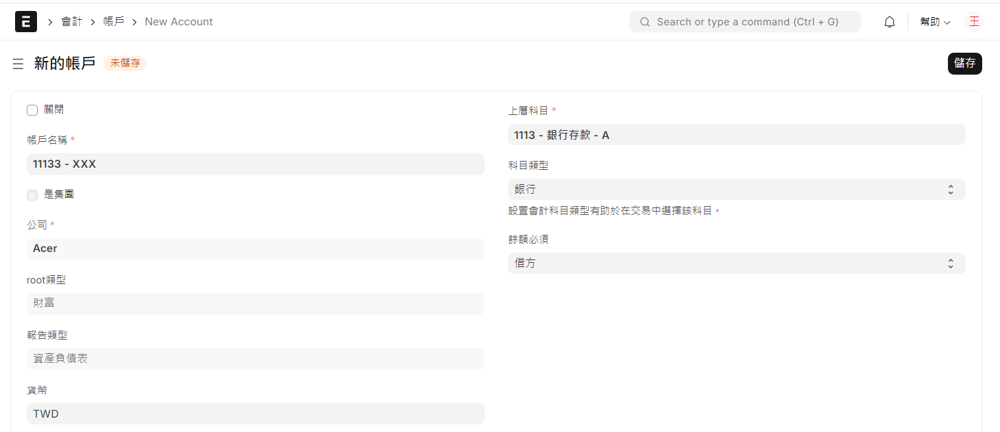 E > 會計 > 帳戶 > New Account
Search or type a command (Ctrl + G)
幫助
王
新的帳戶
未儲存
儲存
關閉
帳戶名稱 *
11133 - XXX
是集團
公司 *
Acer
root類型
財富
報告類型
資產負債表
貨幣
TWD
上層科目 *
1113 - 銀行存款 - A
科目類型
銀行
設置會計科目類型有助於在交易中選擇該科目。
餘額必須
借方